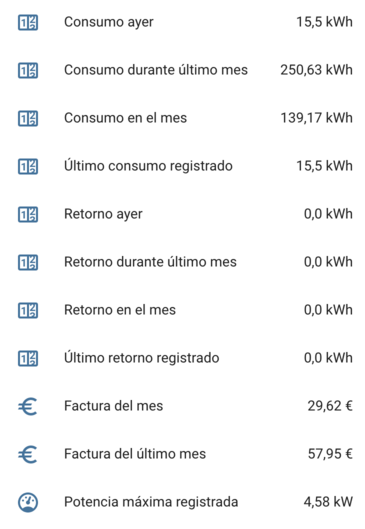 Consumo ayer 15,5 kWh
Consumo durante último mes 250,63 kWh
Consumo en el mes 139,17 kWh
Último consumo registrado 15,5 kWh
Retorno ayer 0,0 kWh
Retorno durante último mes 0,0 kWh
Retorno en el mes 0,0 kWh
Último retorno registrado 0,0 kWh
Factura del mes 29,62 €
Factura del último mes 57,95 €
Potencia máxima registrada 4,58 kW